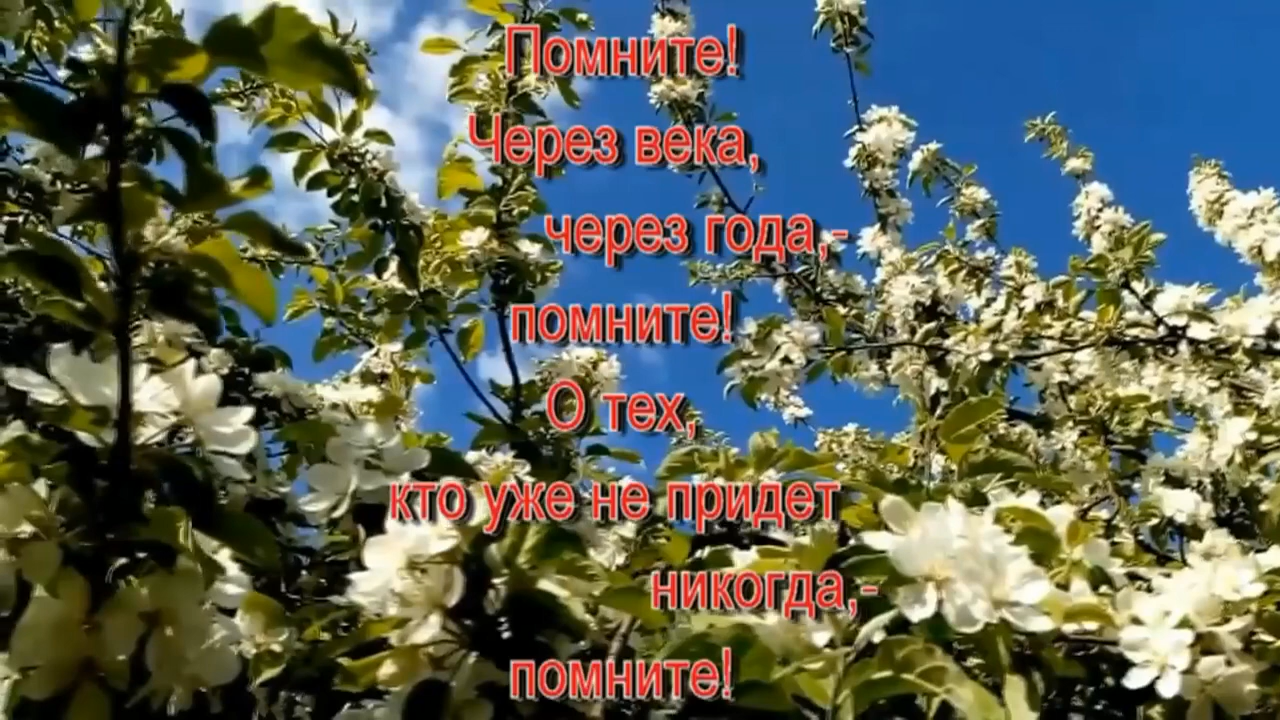 Помните!
Через века,
через года,-
помните!
О тех,
кто уже не придет
никогда,-
помните!